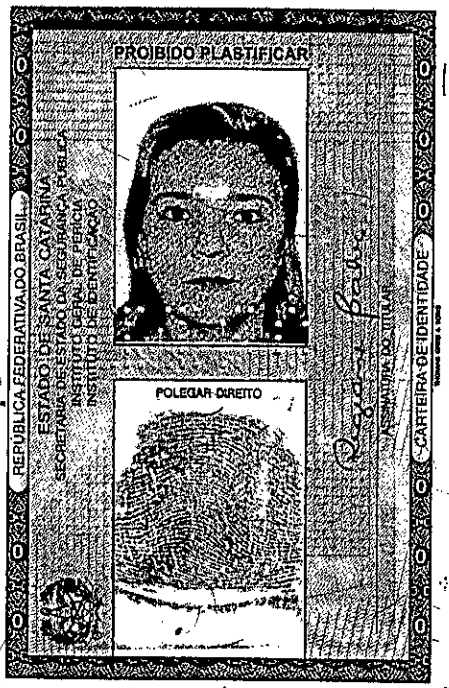 PROIBIDO PLASTIFICAR
REPÚBLICA FEDERATIVA DO BRASIL
ESTADO DE SANTA CATARINA
SECRETARIA DE ESTADO DA SEGURANÇA PÚBLICA
INSTITUTO GERAL DE PERÍCIA
INSTITUTO DE IDENTIFICAÇÃO
POLEGAR DIREITO
ASSINATURA DO TITULAR
CARTEIRA DE IDENTIDADE